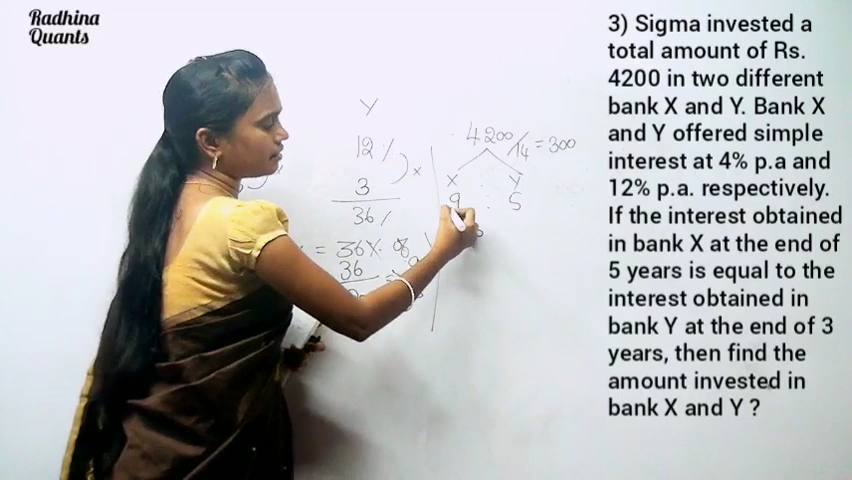 Radhina
Quants
3) Sigma invested a
total amount of Rs.
4200 in two different
bank X and Y. Bank X
and Y offered simple
interest at 4% p.a and
12% p.a. respectively.
If the interest obtained
in bank X at the end of
5 years is equal to the
interest obtained in
bank Y at the end of 3
years, then find the
amount invested in
bank X and Y ?
Y
12 %
3
×
36%
= 36%
36
4200/14 = 300
X Y
9 : 5